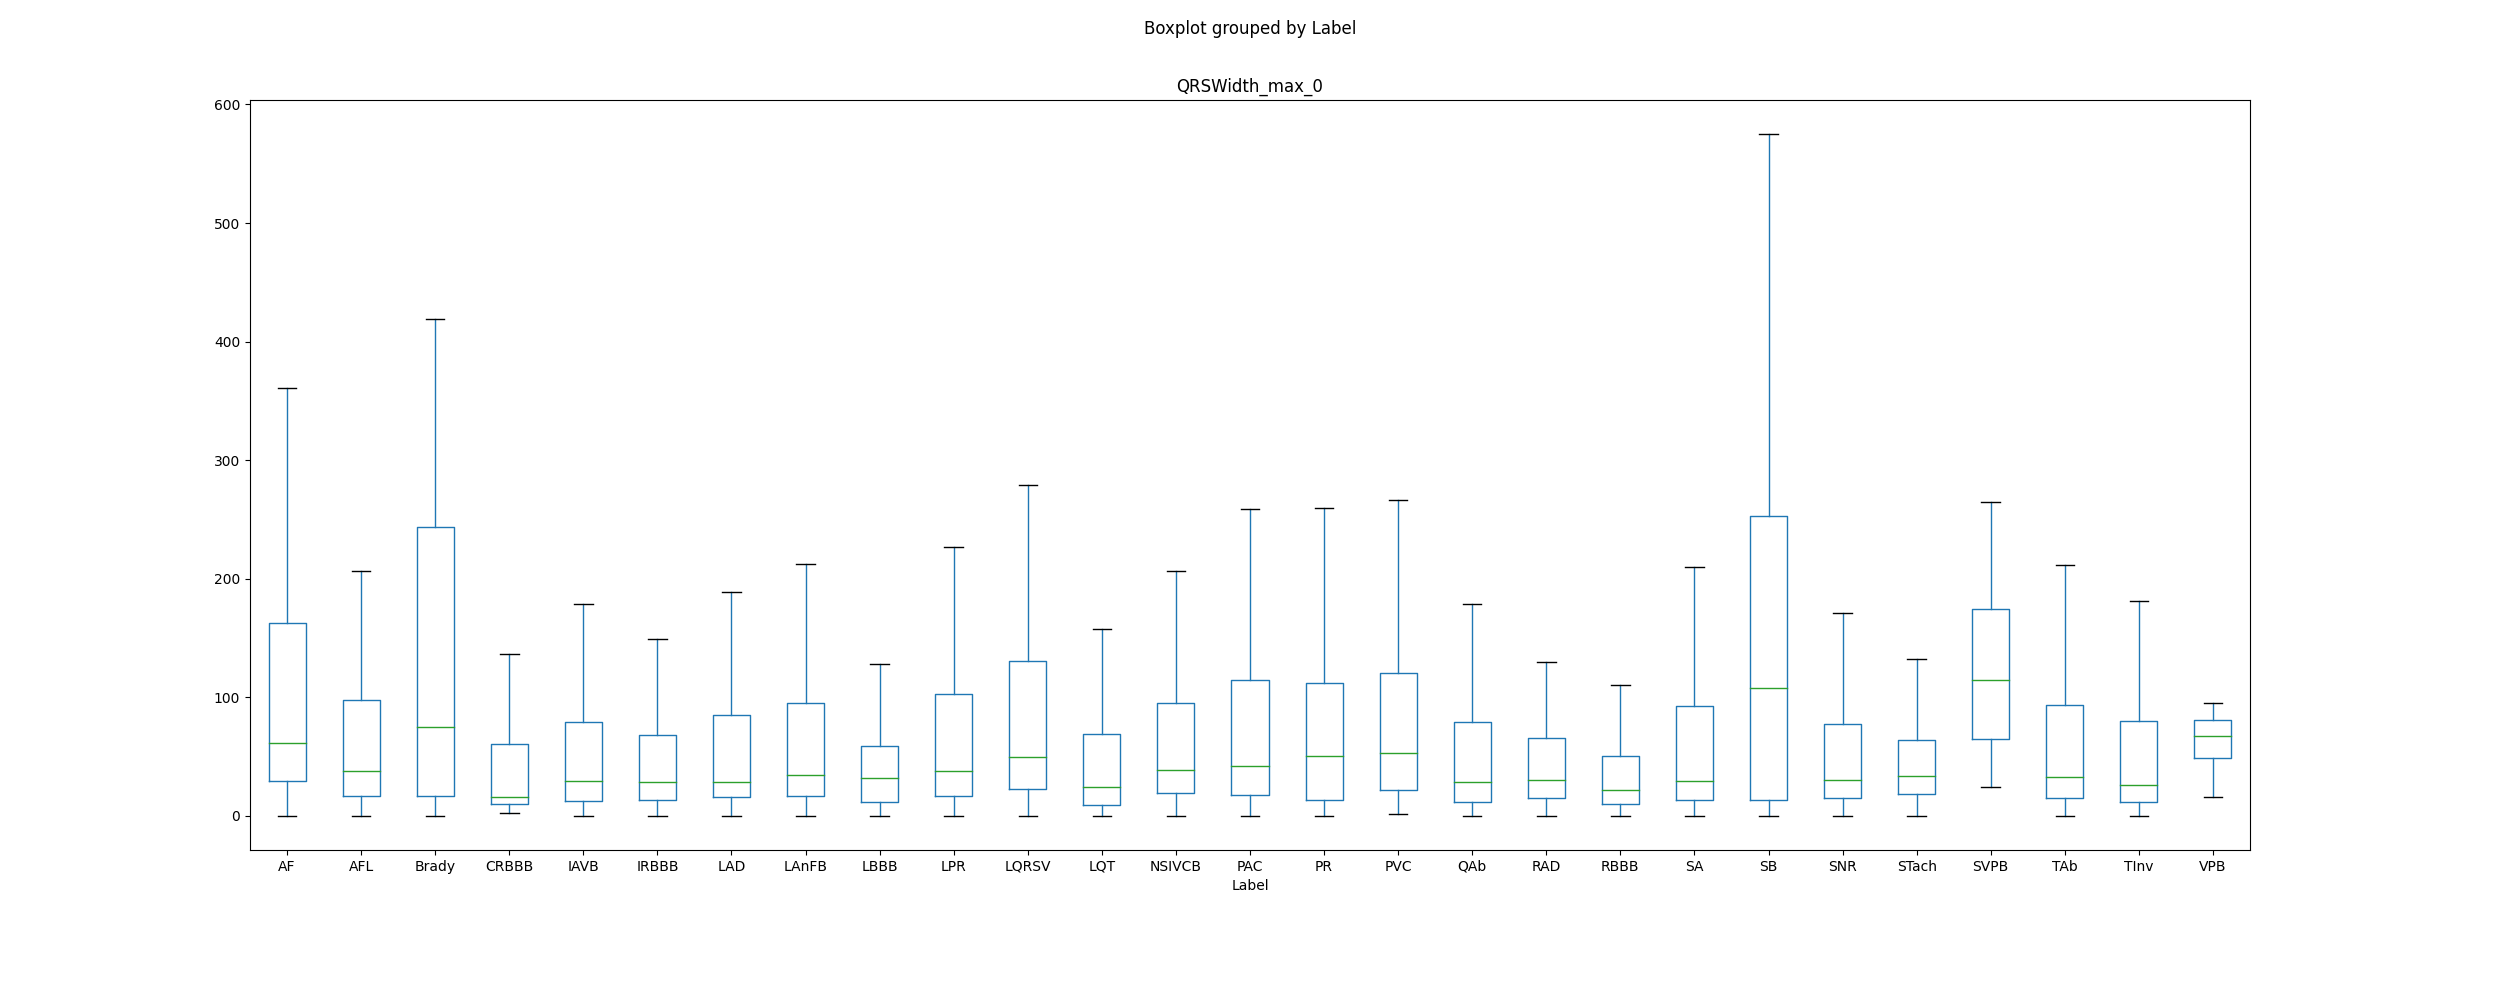 Boxplot grouped by Label
QRSWidth_max_0
600
500
400
300
200
100
0
AF AFL Brady CRBBB IAVB IRBBB LAD LAnFB LBBB LPR LQRSV LQT NSIVCB PAC PR PVC QAb RAD RBBB SA SB SNR STach SVPB TAb TInv VPB
Label